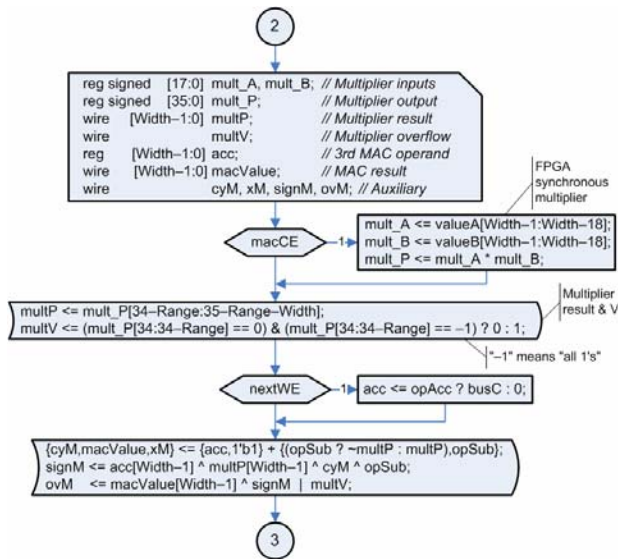 2
reg signed [17:0] mult_A, mult_B; // Multiplier inputs
reg signed [35:0] mult_P; // Multiplier output
wire [Width–1:0] multP; // Multiplier result
wire multV; // Multiplier overflow
reg [Width–1:0] acc; // 3rd MAC operand
wire [Width–1:0] macValue; // MAC result
wire cyM, xM, signM, ovM; // Auxiliary
FPGA
synchronous
multiplier
macCE
1
mult_A <= valueA[Width–1:Width–18];
mult_B <= valueB[Width–1:Width–18];
mult_P <= mult_A * mult_B;
multP <= mult_P[34–Range:35–Range–Width];
multV <= (mult_P[34:34–Range] == 0) & (mult_P[34:34–Range] == –1) ? 0 : 1;
Multiplier
result & V
"–1" means "all 1's"
nextWE
1
acc <= opAcc ? busC : 0;
{cyM,macValue,xM} <= {acc,1'b1} + {(opSub ? ~multP : multP),opSub};
signM <= acc[Width–1] ^ multP[Width–1] ^ cyM ^ opSub;
ovM <= macValue[Width–1] ^ signM | multV;
3